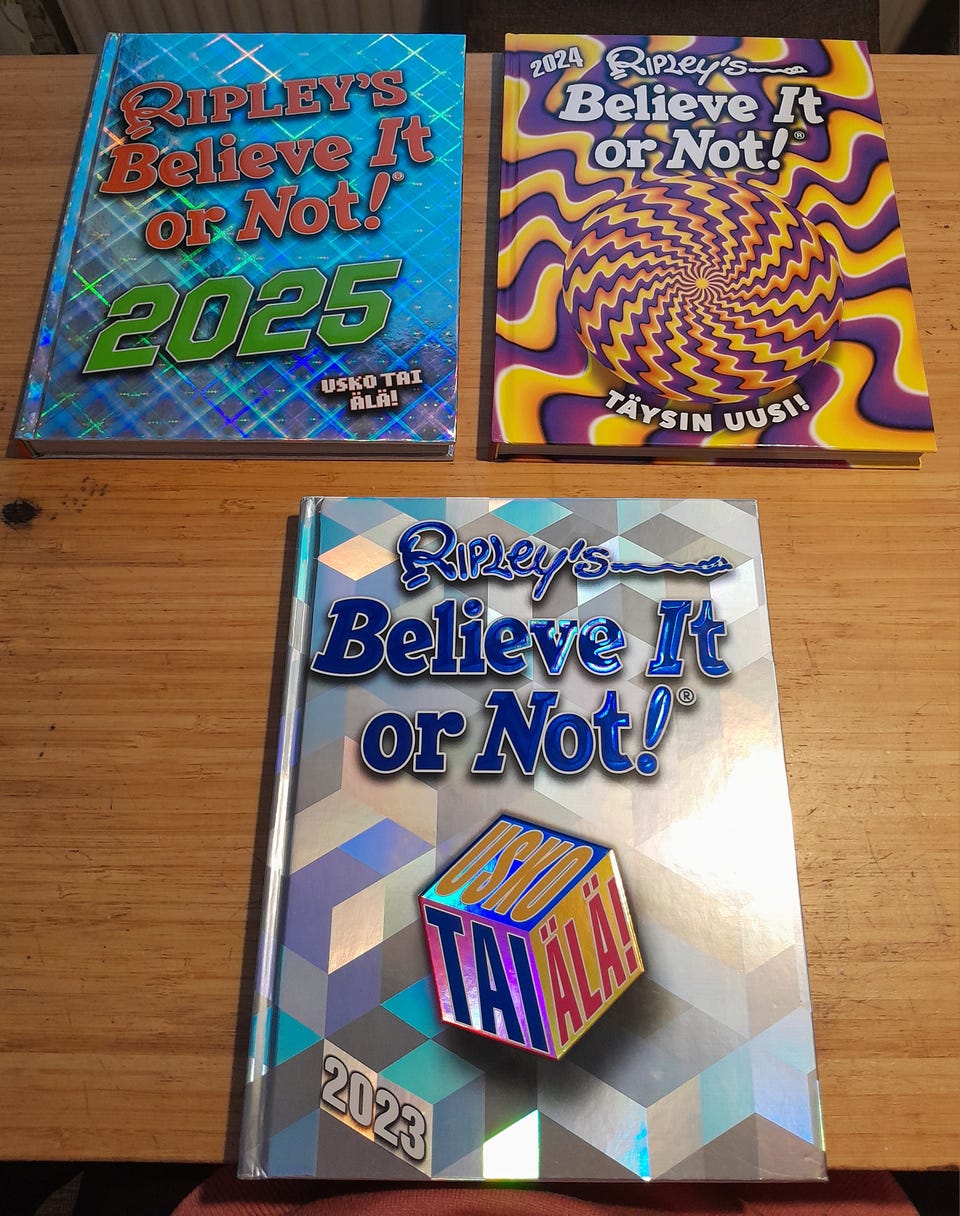 RIPLEY'S
Believe It
or Not!®
2025
USKO TAI
ÄLÄ!
2024
RIPLEY'S
Believe It
or Not!®
TÄYSIN UUSI!
RIPLEY'S
Believe It
or Not!®
USKO
TAI
ÄLÄ!
2023